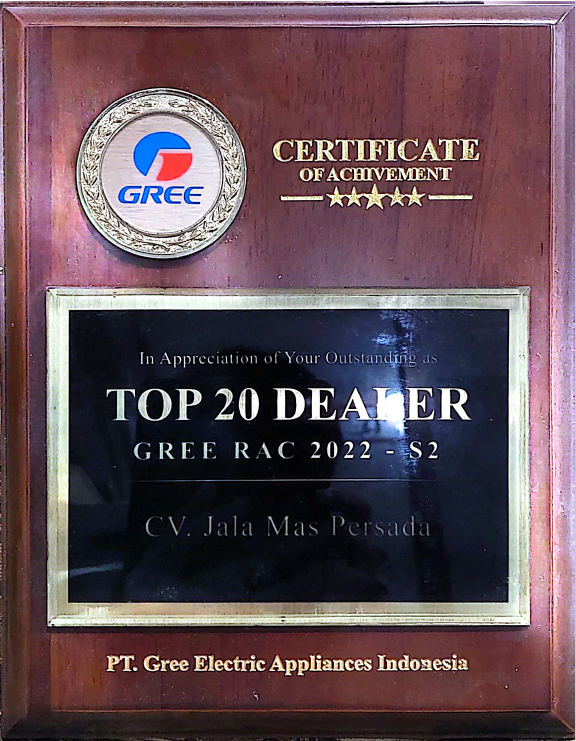 GREE
CERTIFICATE
OF ACHIVEMENT
In Appreciation of Your Outstanding as
TOP 20 DEALER
GREE RAC 2022 - S2
CV. Jala Mas Persada
PT. Gree Electric Appliances Indonesia